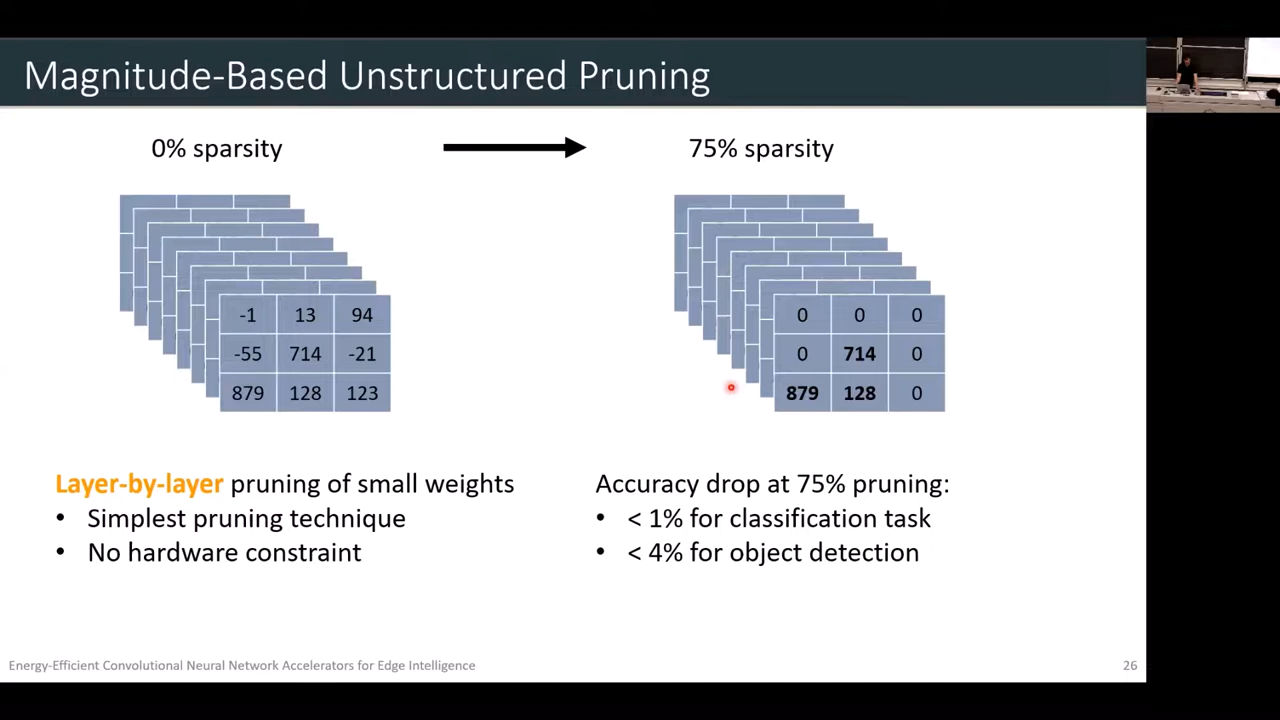 Magnitude-Based Unstructured Pruning
0% sparsity
75% sparsity
-1 13 94
-55 714 -21
879 128 123
0 0 0
0 714 0
879 128 0
Layer-by-layer pruning of small weights
• Simplest pruning technique
• No hardware constraint
Accuracy drop at 75% pruning:
• < 1% for classification task
• < 4% for object detection
Energy-Efficient Convolutional Neural Network Accelerators for Edge Intelligence
26